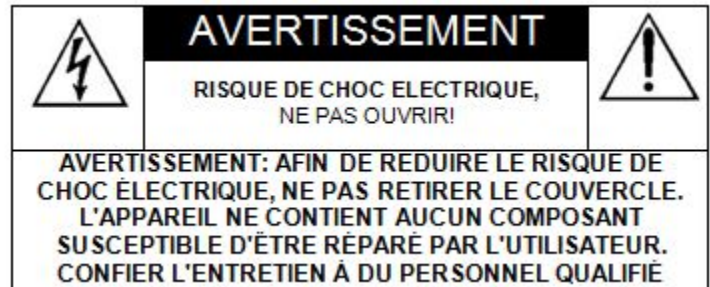 AVERTISSEMENT
RISQUE DE CHOC ELECTRIQUE,
NE PAS OUVRIR!
AVERTISSEMENT: AFIN DE REDUIRE LE RISQUE DE
CHOC ÉLECTRIQUE, NE PAS RETIRER LE COUVERCLE.
L'APPAREIL NE CONTIENT AUCUN COMPOSANT
SUSCEPTIBLE D'ËTRE RÉPARÉ PAR L'UTILISATEUR.
CONFIER L'ENTRETIEN À DU PERSONNEL QUALIFIÉ